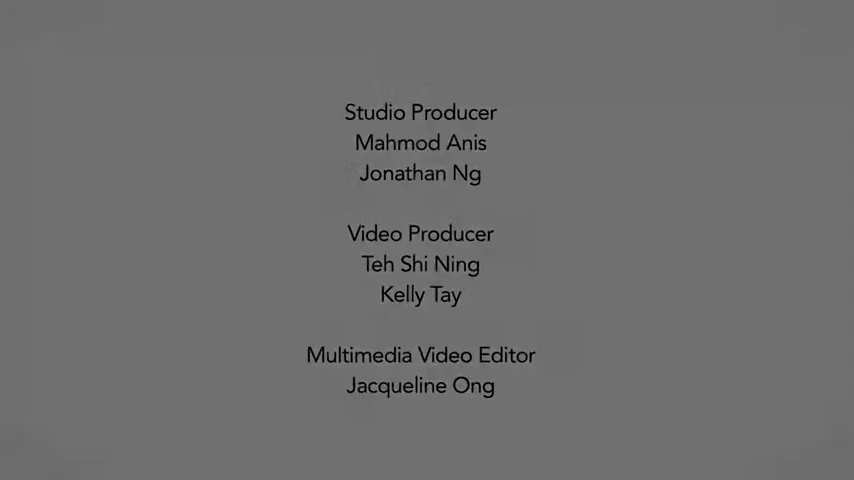 Studio Producer
Mahmod Anis
Jonathan Ng
Video Producer
Teh Shi Ning
Kelly Tay
Multimedia Video Editor
Jacqueline Ong